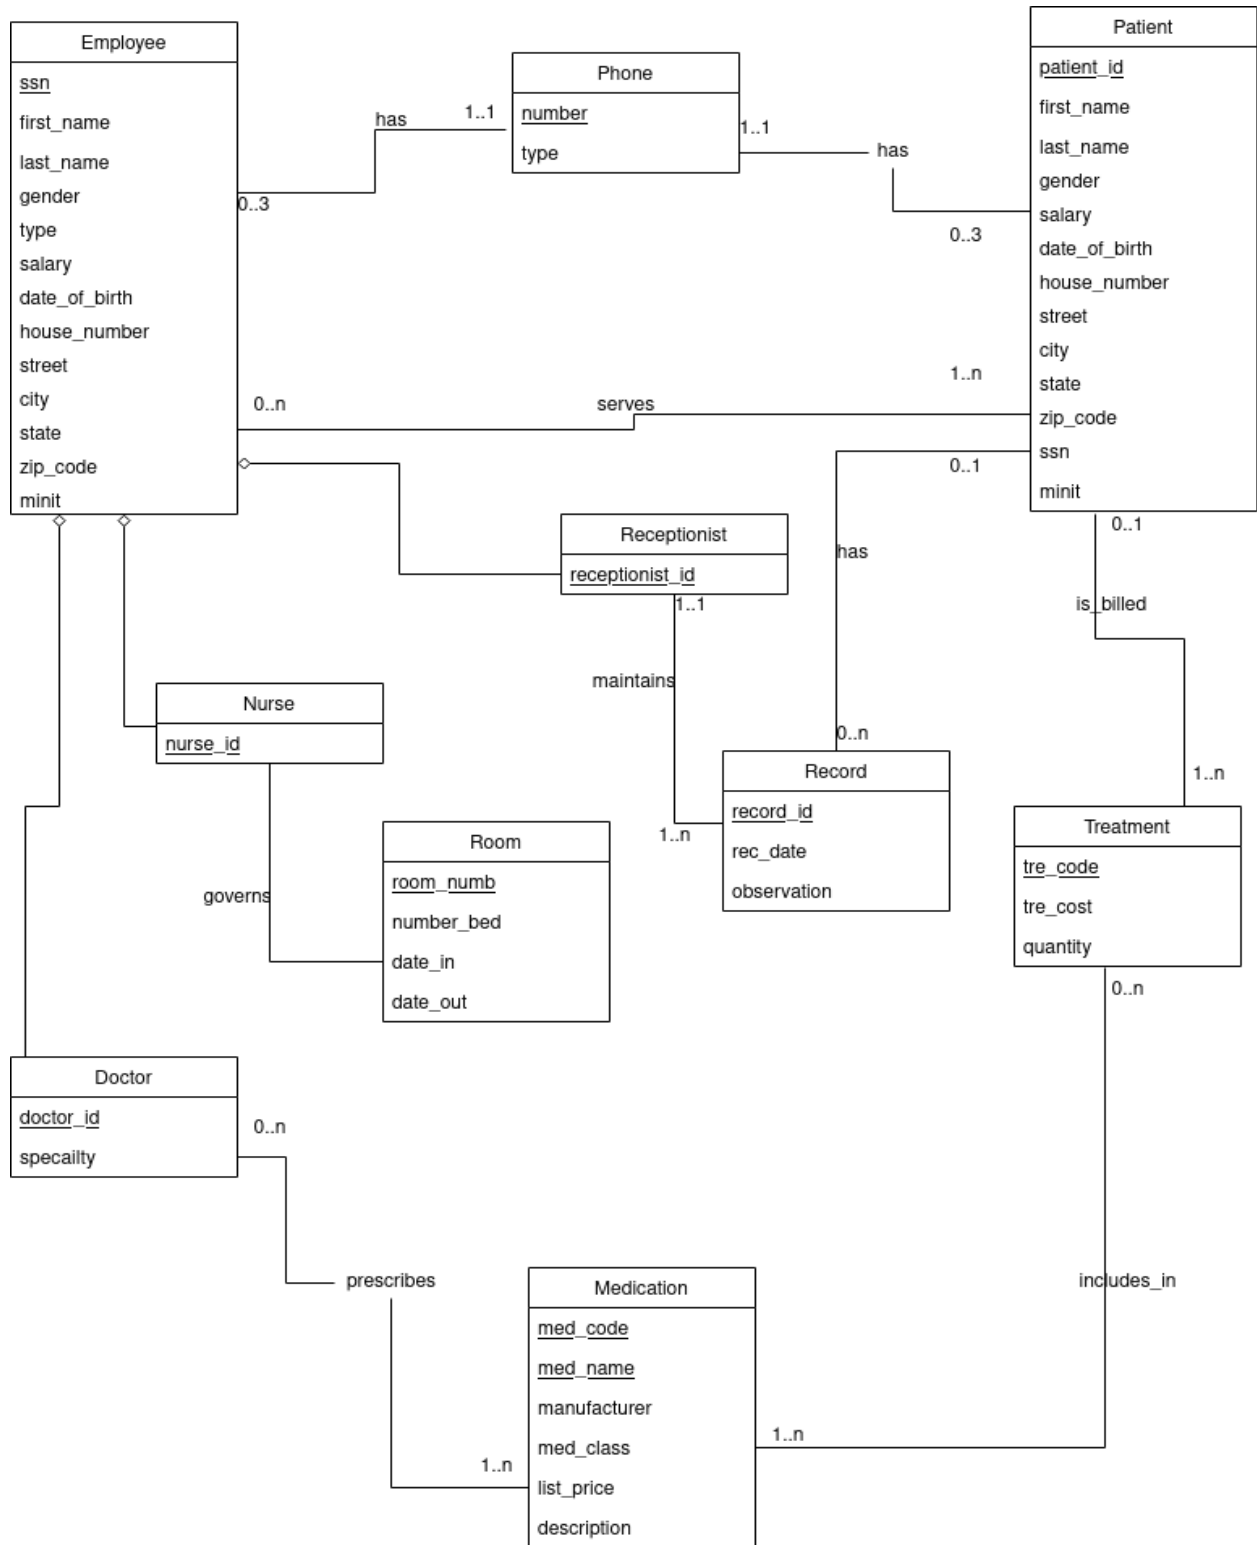 Employee
ssn
first_name
last_name
gender
type
salary
date_of_birth
house_number
street
city
state
zip_code
minit
has
1..1
0..3
Phone
number
type
1..1
has
0..3
Patient
patient_id
first_name
last_name
gender
salary
date_of_birth
house_number
street
city
state
zip_code
ssn
minit
0..n
serves
1..n
0..1
has
0..n
0..1
is_billed
1..n
Receptionist
receptionist_id
1..1
maintains
1..n
Nurse
nurse_id
governs
Room
room_numb
number_bed
date_in
date_out
Record
record_id
rec_date
observation
Treatment
tre_code
tre_cost
quantity
0..n
includes_in
1..n
Doctor
doctor_id
specailty
0..n
prescribes
1..n
Medication
med_code
med_name
manufacturer
med_class
list_price
description